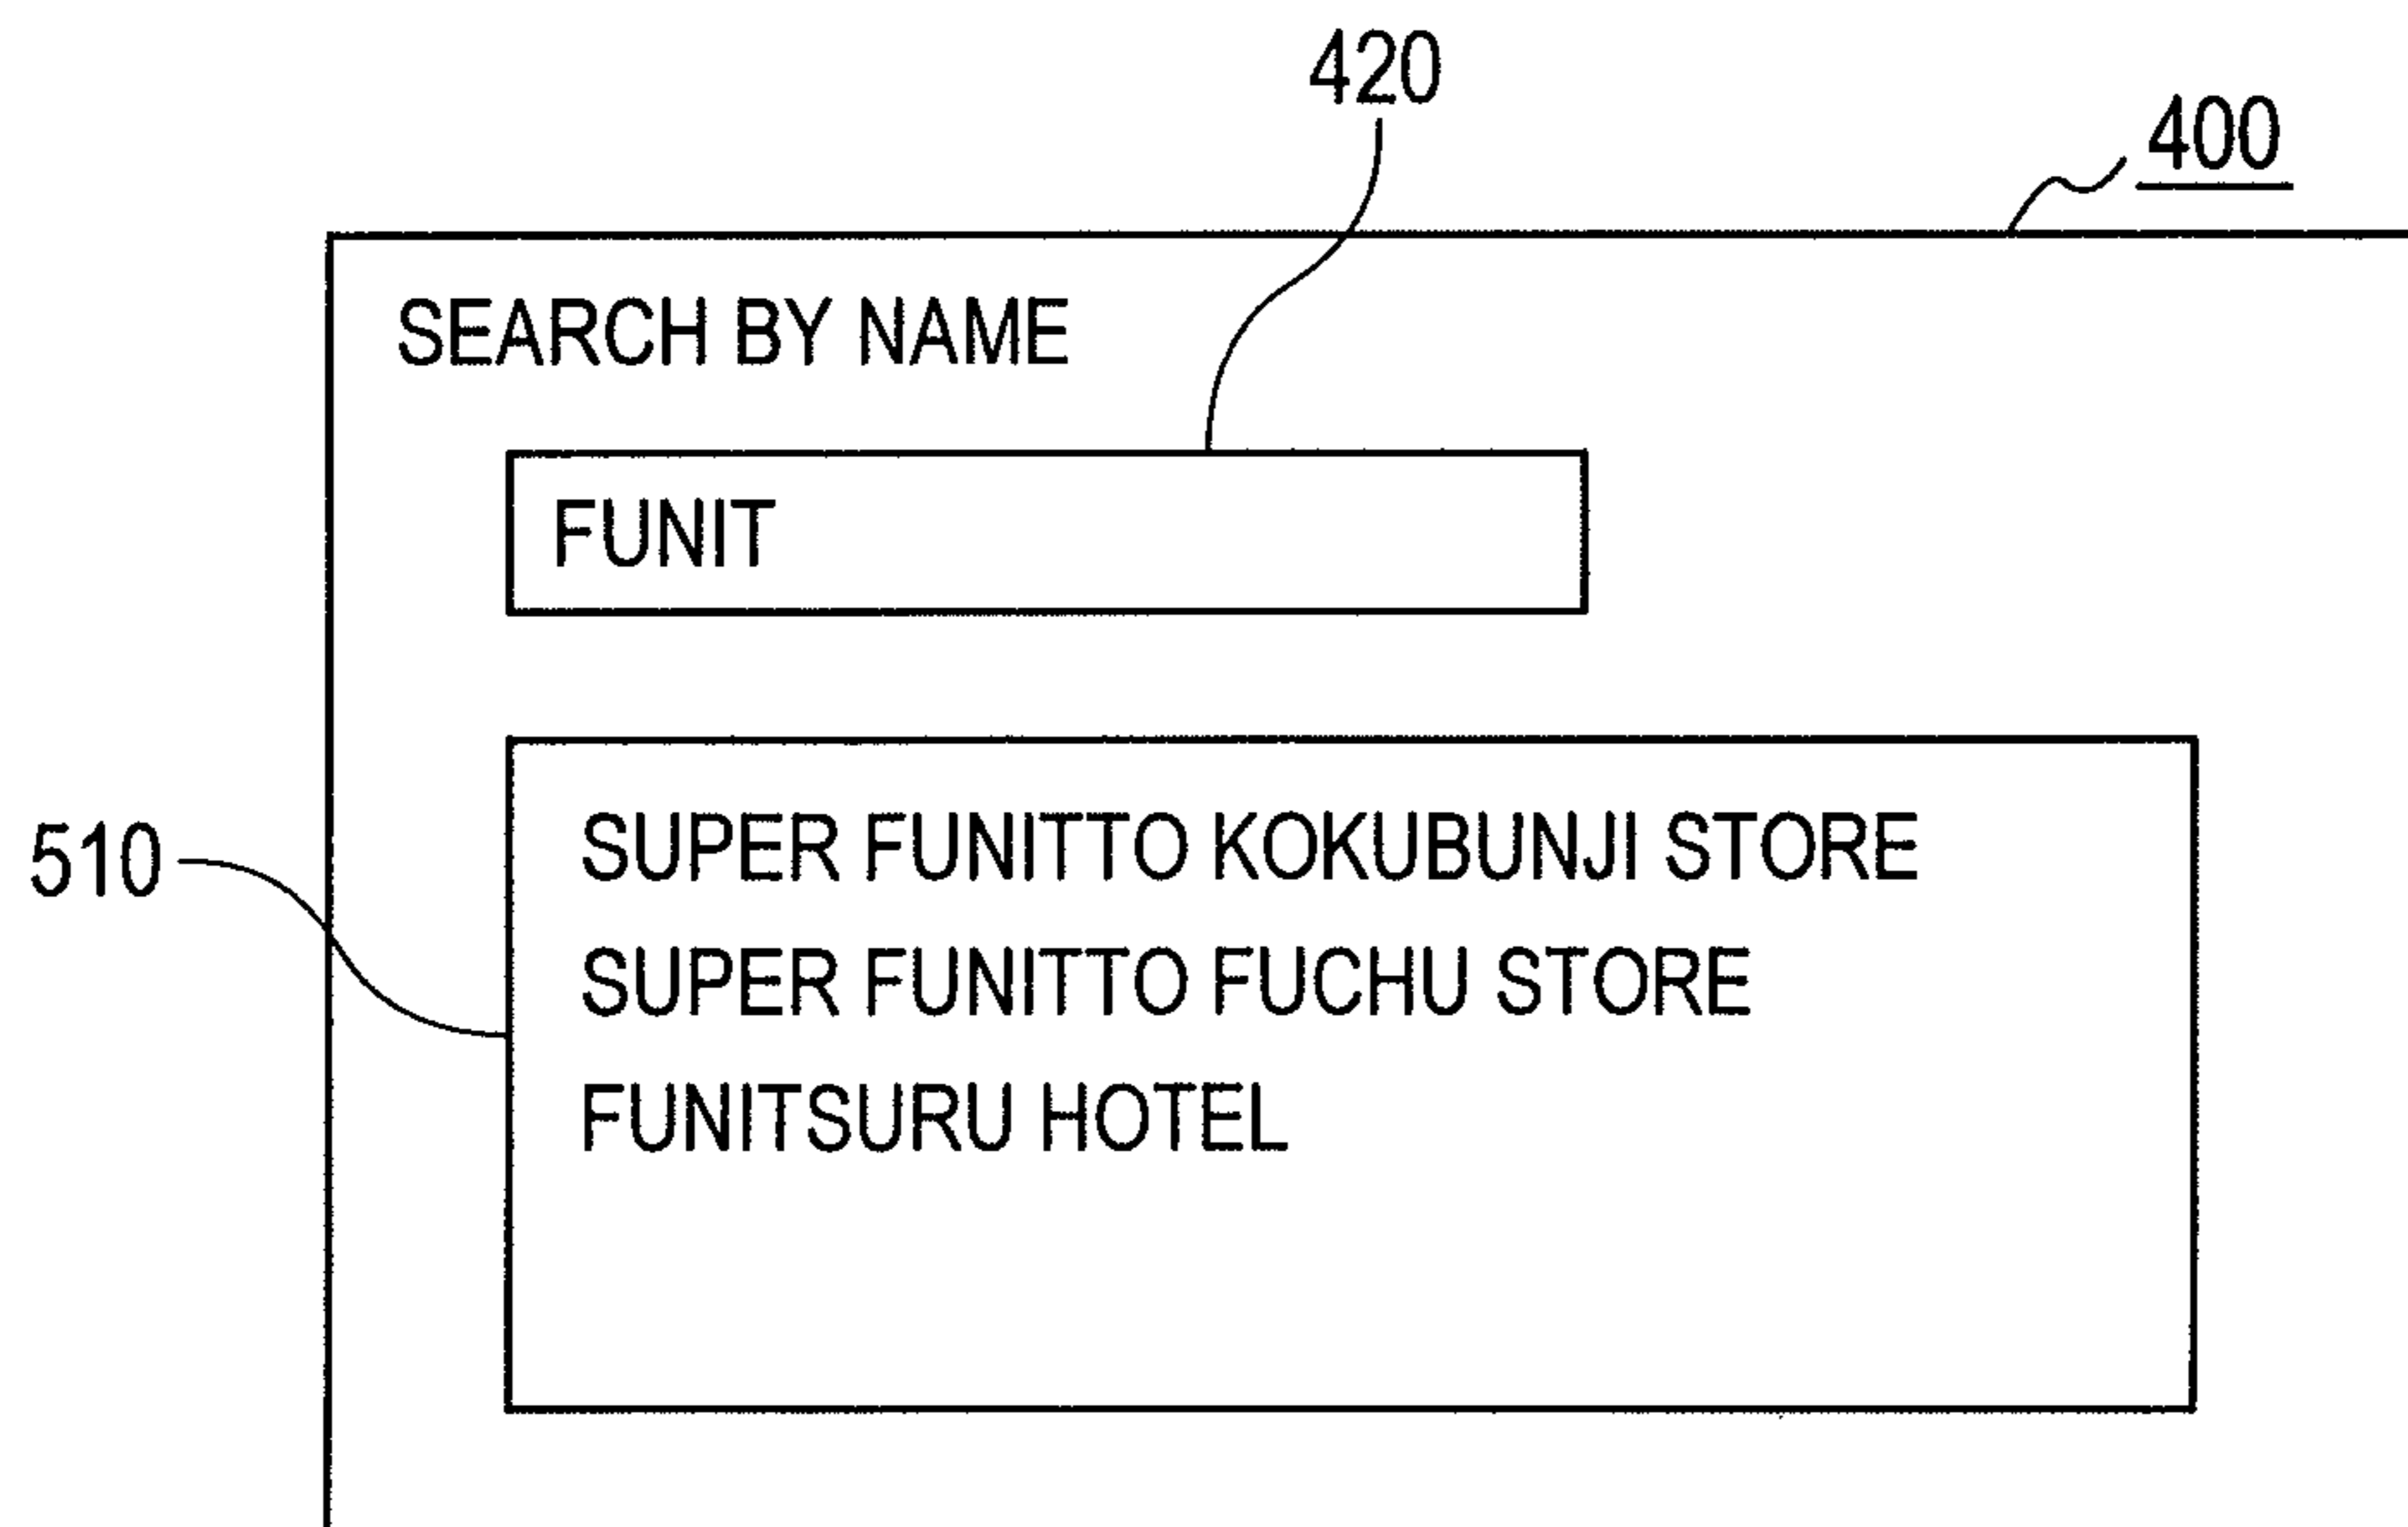 420
400
SEARCH BY NAME
FUNIT
510
SUPER FUNITTO KOKUBUNJI STORE
SUPER FUNITTO FUCHU STORE
FUNITSURU HOTEL